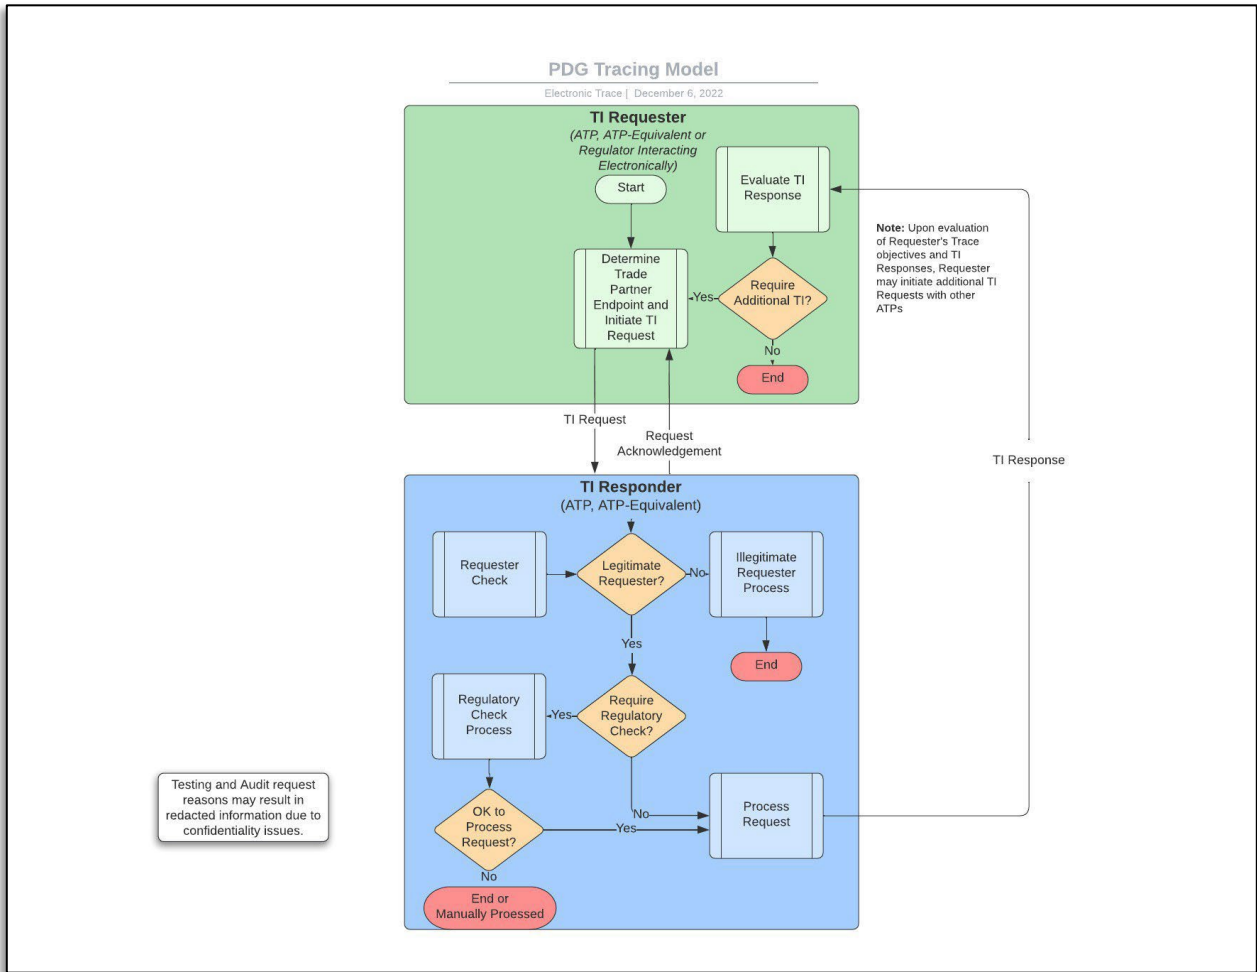 PDG Tracing Model
Electronic Trace | December 6, 2022
TI Requester
(ATP, ATP-Equivalent or
Regulator Interacting
Electronically)
Start
Evaluate TI
Response
Determine
Trade
Partner
Endpoint and
Initiate TI
Request
Yes
Require
Additional TI?
No
End
Note: Upon evaluation
of Requester's Trace
objectives and TI
Responses, Requester
may initiate additional TI
Requests with other
ATPs
TI Request
Request
Acknowledgement
TI Response
TI Responder
(ATP, ATP-Equivalent)
Requester
Check
Legitimate
Requester?
No
Illegitimate
Requester
Process
Yes
End
Regulatory
Check
Process
Yes
Require
Regulatory
Check?
Testing and Audit request
reasons may result in
redacted information due to
confidentiality issues.
OK to
Process
Request?
No
Yes
Process
Request
No
End or
Manually Proessed